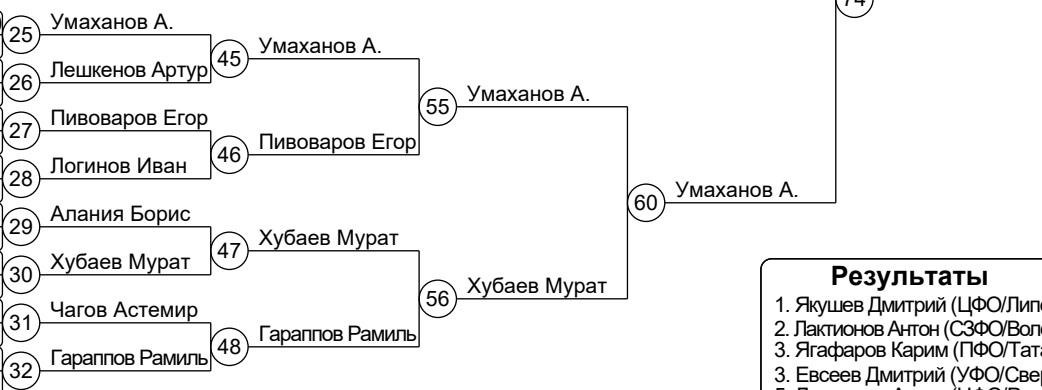 74
25 Умаханов А.
45 Умаханов А.
26 Лешкенов Артур
55 Умаханов А.
27 Пивоваров Егор
46 Пивоваров Егор
28 Логинов Иван
60 Умаханов А.
29 Алания Борис
47 Хубаев Мурат
30 Хубаев Мурат
56 Хубаев Мурат
31 Чагов Астемир
48 Гараппов Рамиль
32 Гараппов Рамиль
Результаты
1. Якушев Дмитрий (ЦФО/Липе
2. Лактионов Антон (СЗФО/Воло
3. Ягафаров Карим (ПФО/Тата
3. Евсеев Дмитрий (УФО/Свер